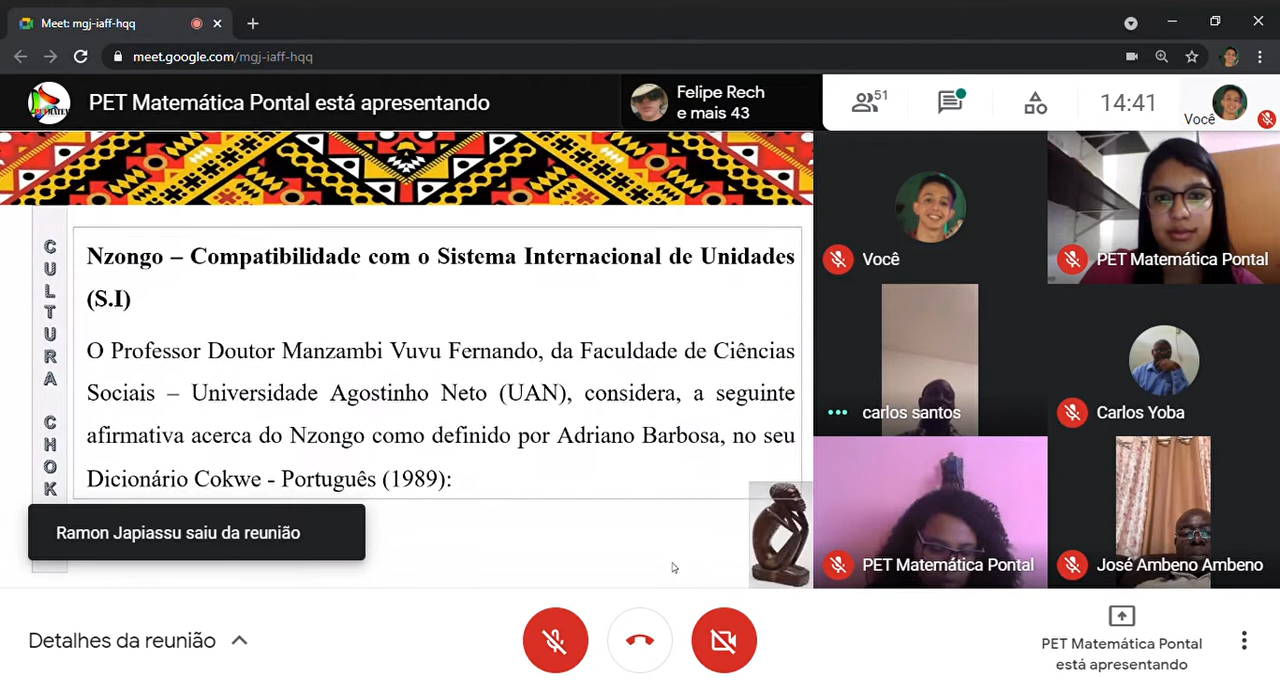 Meet: mgj-iaff-hqq
meet.google.com/mgj-iaff-hqq
PET Matemática Pontal está apresentando
Felipe Rech
e mais 43
51
14:41
Você
CULTURA CHOK
Nzongo – Compatibilidade com o Sistema Internacional de Unidades
(S.I)
O Professor Doutor Manzambi Vuvu Fernando, da Faculdade de Ciências
Sociais – Universidade Agostinho Neto (UAN), considera, a seguinte
afirmativa acerca do Nzongo como definido por Adriano Barbosa, no seu
Dicionário Cokwe - Português (1989):
Ramon Japiassu saiu da reunião
Você
PET Matemática Pontal
carlos santos
Carlos Yoba
PET Matemática Pontal
José Ambeno Ambeno
Detalhes da reunião
PET Matemática Pontal
está apresentando